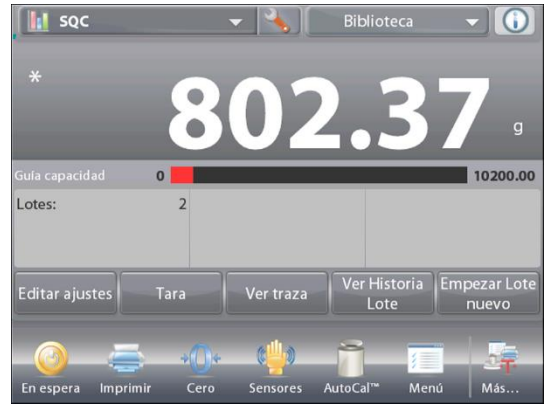 SQC
Biblioteca
*
802.37 g
Guía capacidad 0 10200.00
Lotes: 2
Editar ajustes
Tara
Ver traza
Ver Historia
Lote
Empezar Lote
nuevo
En espera
Imprimir
Cero
Sensores
AutoCal™
Menú
Más...